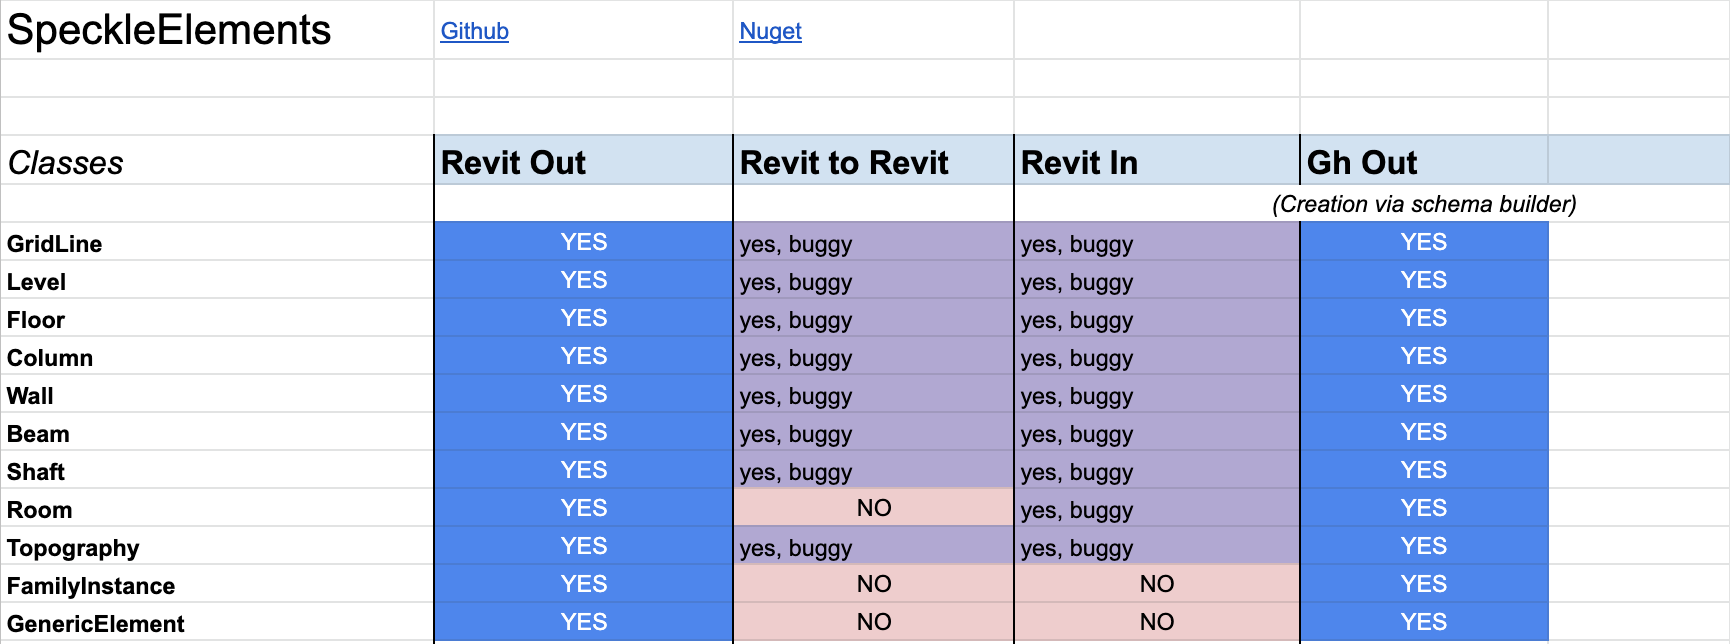 SpeckleElements Github Nuget
Classes Revit Out Revit to Revit Revit In Gh Out
(Creation via schema builder)
GridLine YES yes, buggy yes, buggy YES
Level YES yes, buggy yes, buggy YES
Floor YES yes, buggy yes, buggy YES
Column YES yes, buggy yes, buggy YES
Wall YES yes, buggy yes, buggy YES
Beam YES yes, buggy yes, buggy YES
Shaft YES yes, buggy yes, buggy YES
Room YES NO yes, buggy YES
Topography YES yes, buggy yes, buggy YES
FamilyInstance YES NO NO YES
GenericElement YES NO NO YES